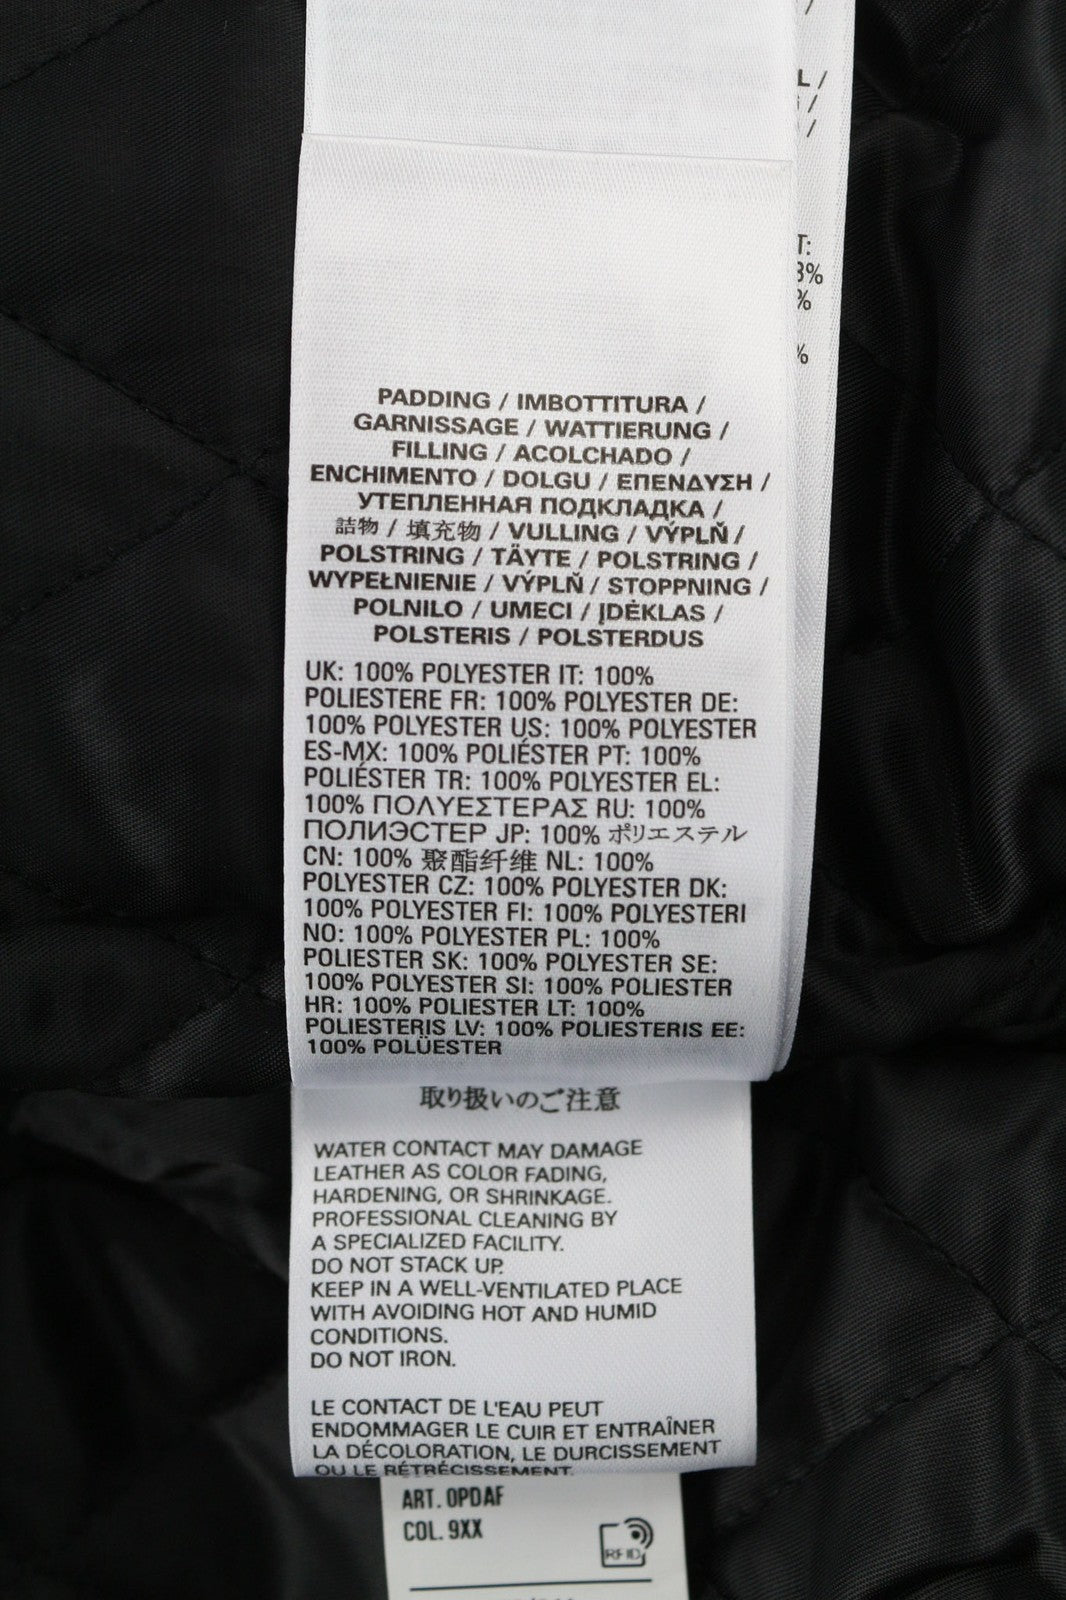 L /
/
/
T:
3%
%
%
PADDING / IMBOTTITURA /
GARNISSAGE / WATTIERUNG /
FILLING / ACOLCHADO /
ENCHIMENTO / DOLGU / ΕΠΕΝΔΥΣΗ /
УТЕПЛЕННАЯ ПОДКЛАДКА /
詰物 / 填充物 / VULLING / VÝPLŇ /
POLSTRING / TÄYTE / POLSTRING /
WYPEŁNIENIE / VÝPLŇ / STOPPNING /
POLNILO / UMECI / ĮDĖKLAS /
POLSTERIS / POLSTERDUS
UK: 100% POLYESTER IT: 100%
POLIESTERE FR: 100% POLYESTER DE:
100% POLYESTER US: 100% POLYESTER
ES-MX: 100% POLIÉSTER PT: 100%
POLIÉSTER TR: 100% POLYESTER EL:
100% ΠΟΛΥΕΣΤΕΡΑΣ RU: 100%
ПОЛИЭСТЕР JP: 100% ポリエステル
CN: 100% 聚酯纤维 NL: 100%
POLYESTER CZ: 100% POLYESTER DK:
100% POLYESTER FI: 100% POLYESTERI
NO: 100% POLYESTER PL: 100%
POLIESTER SK: 100% POLYESTER SE:
100% POLYESTER SI: 100% POLIESTER
HR: 100% POLIESTER LT: 100%
POLIESTERIS LV: 100% POLIESTERIS EE:
100% POLÜESTER
取り扱いのご注意
WATER CONTACT MAY DAMAGE
LEATHER AS COLOR FADING,
HARDENING, OR SHRINKAGE.
PROFESSIONAL CLEANING BY
A SPECIALIZED FACILITY.
DO NOT STACK UP.
KEEP IN A WELL-VENTILATED PLACE
WITH AVOIDING HOT AND HUMID
CONDITIONS.
DO NOT IRON.
LE CONTACT DE L'EAU PEUT
ENDOMMAGER LE CUIR ET ENTRAÎNER
LA DÉCOLORATION, LE DURCISSEMENT
OU LE RÉTRÉCISSEMENT.
ART. OPDAF
COL. 9XX
RFID